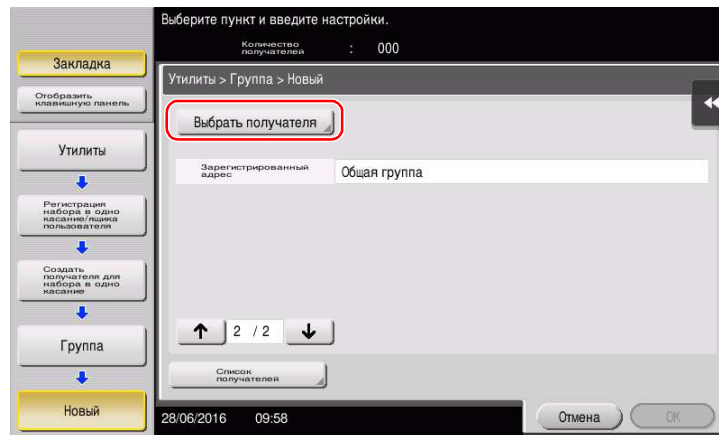 Выберите пункт и введите настройки.
Количество
получателей : 000
Закладка
Отобразить
клавишную панель
Утилиты
Регистрация
набора в одно
касание/ящика
пользователя
Создать
получателя для
набора в одно
касание
Группа
Новый
Утилиты > Группа > Новый
Выбрать получателя
Зарегистрированный
адрес
Общая группа
↑ 2 / 2 ↓
Список
получателей
28/06/2016 09:58
Отмена
OK